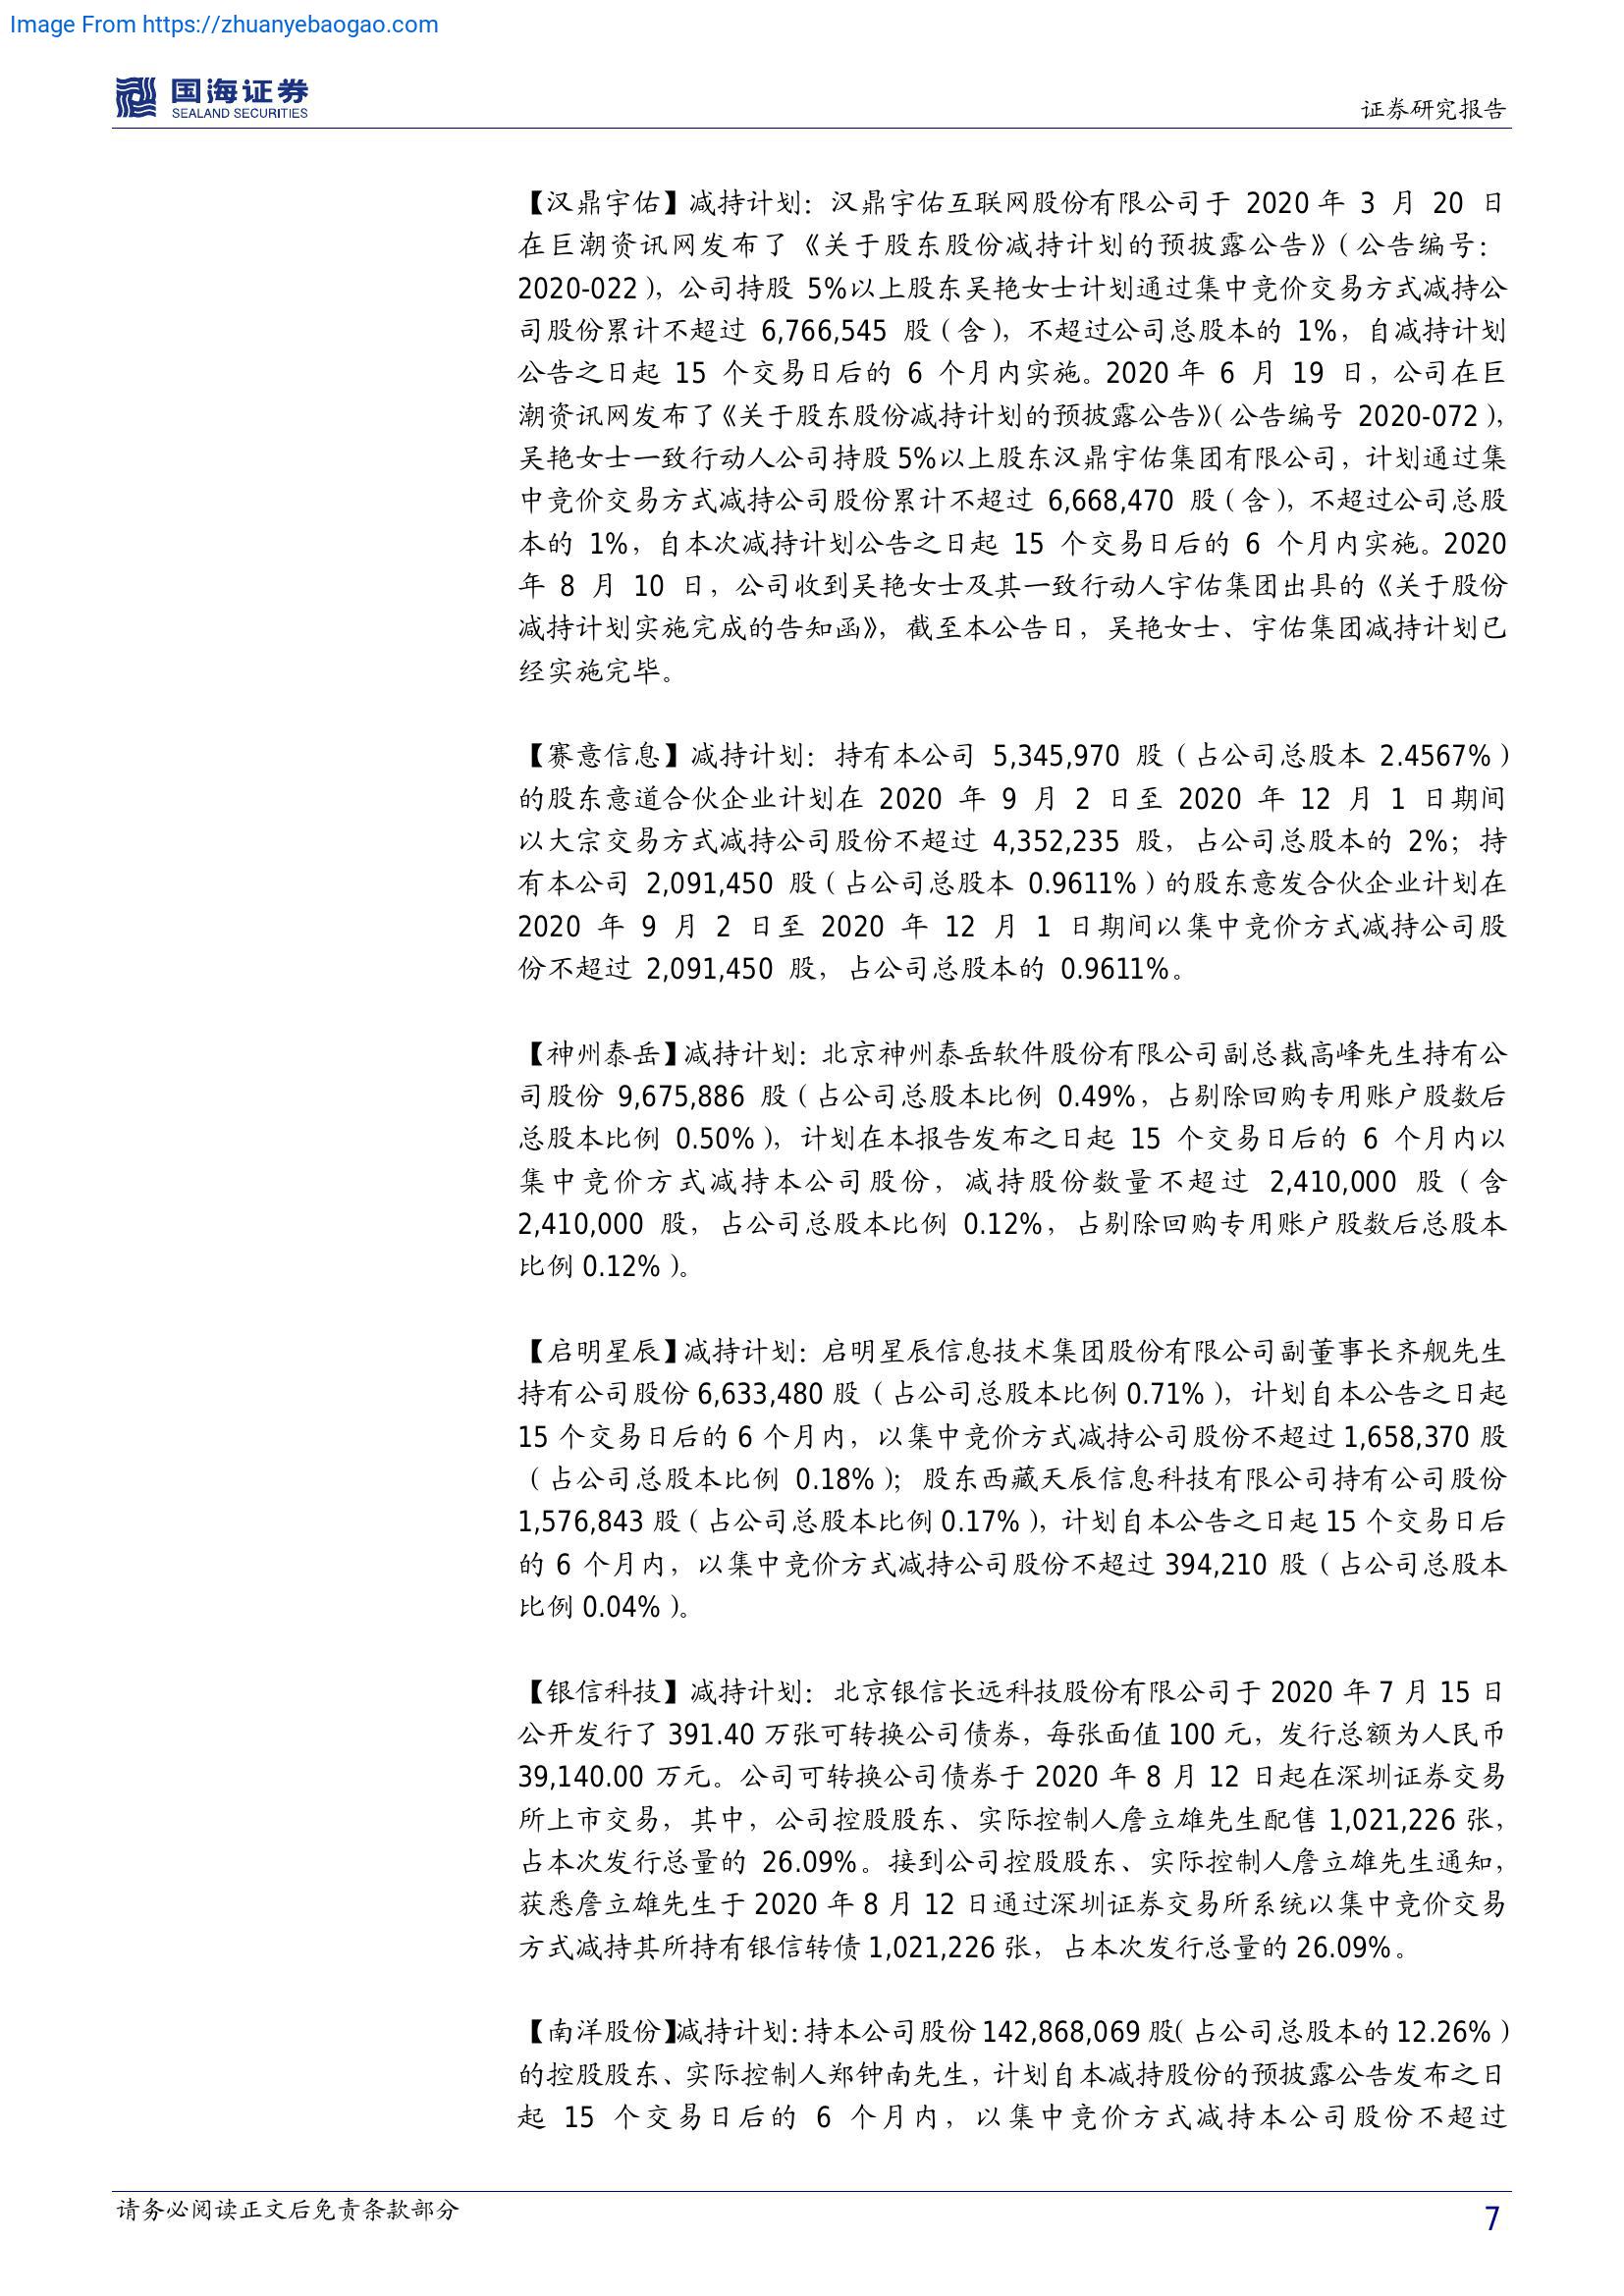 Image From https://zhuanyebaogao.com
国海证券
SEALAND SECURITIES
证券研究报告
【汉鼎宇佑】减持计划：汉鼎宇佑互联网股份有限公司于 2020 年 3 月 20 日
在巨潮资讯网发布了《关于股东股份减持计划的预披露公告》（公告编号：
2020-022），公司持股 5%以上股东吴艳女士计划通过集中竞价交易方式减持公
司股份累计不超过 6,766,545 股（含），不超过公司总股本的 1%，自减持计划
公告之日起 15 个交易日后的 6 个月内实施。2020 年 6 月 19 日，公司在巨
潮资讯网发布了《关于股东股份减持计划的预披露公告》（公告编号 2020-072），
吴艳女士一致行动人公司持股 5%以上股东汉鼎宇佑集团有限公司，计划通过集
中竞价交易方式减持公司股份累计不超过 6,668,470 股（含），不超过公司总股
本的 1%，自本次减持计划公告之日起 15 个交易日后的 6 个月内实施。2020
年 8 月 10 日，公司收到吴艳女士及其一致行动人宇佑集团出具的《关于股份
减持计划实施完成的告知函》，截至本公告日，吴艳女士、宇佑集团减持计划已
经实施完毕。
【赛意信息】减持计划：持有本公司 5,345,970 股（占公司总股本 2.4567%）
的股东意道合伙企业计划在 2020 年 9 月 2 日至 2020 年 12 月 1 日期间
以大宗交易方式减持公司股份不超过 4,352,235 股，占公司总股本的 2%；持
有本公司 2,091,450 股（占公司总股本 0.9611%）的股东意发合伙企业计划在
2020 年 9 月 2 日至 2020 年 12 月 1 日期间以集中竞价方式减持公司股
份不超过 2,091,450 股，占公司总股本的 0.9611%。
【神州泰岳】减持计划：北京神州泰岳软件股份有限公司副总裁高峰先生持有公
司股份 9,675,886 股（占公司总股本比例 0.49%，占剔除回购专用账户股数后
总股本比例 0.50%），计划在本报告发布之日起 15 个交易日后的 6 个月内以
集中竞价方式减持本公司股份，减持股份数量不超过 2,410,000 股（含
2,410,000 股，占公司总股本比例 0.12%，占剔除回购专用账户股数后总股本
比例 0.12%）。
【启明星辰】减持计划：启明星辰信息技术集团股份有限公司副董事长齐舰先生
持有公司股份 6,633,480 股（占公司总股本比例 0.71%），计划自本公告之日起
15 个交易日后的 6 个月内，以集中竞价方式减持公司股份不超过 1,658,370 股
（占公司总股本比例 0.18%）；股东西藏天辰信息科技有限公司持有公司股份
1,576,843 股（占公司总股本比例 0.17%），计划自本公告之日起 15 个交易日后
的 6 个月内，以集中竞价方式减持公司股份不超过 394,210 股（占公司总股本
比例 0.04%）。
【银信科技】减持计划：北京银信长远科技股份有限公司于 2020 年 7 月 15 日
公开发行了 391.40 万张可转换公司债券，每张面值 100 元，发行总额为人民币
39,140.00 万元。公司可转换公司债券于 2020 年 8 月 12 日起在深圳证券交易
所上市交易，其中，公司控股股东、实际控制人詹立雄先生配售 1,021,226 张，
占本次发行总量的 26.09%。接到公司控股股东、实际控制人詹立雄先生通知，
获悉詹立雄先生于 2020 年 8 月 12 日通过深圳证券交易所系统以集中竞价交易
方式减持其所持有银信转债 1,021,226 张，占本次发行总量的 26.09%。
【南洋股份】减持计划：持本公司股份 142,868,069 股（占公司总股本的 12.26%）
的控股股东、实际控制人郑钟南先生，计划自本减持股份的预披露公告发布之日
起 15 个交易日后的 6 个月内，以集中竞价方式减持本公司股份不超过
请务必阅读正文后免责条款部分
7